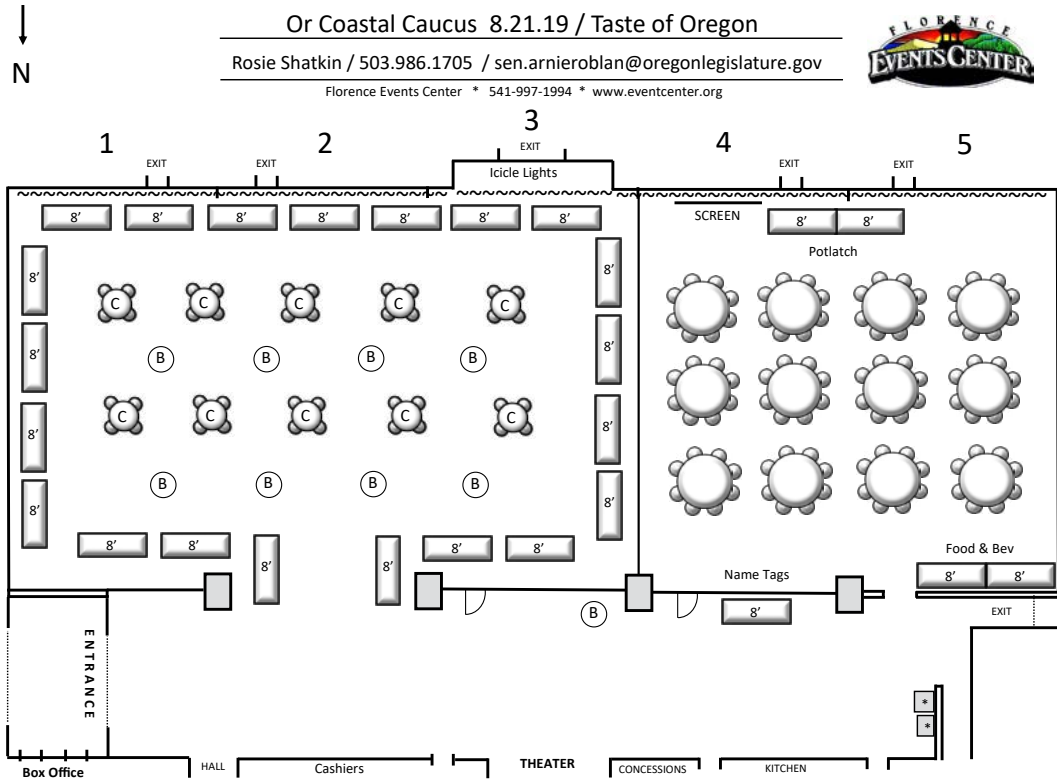 Or Coastal Caucus 8.21.19 / Taste of Oregon
Rosie Shatkin / 503.986.1705 / sen.arnieroblan@oregonlegislature.gov
Florence Events Center * 541-997-1994 * www.eventcenter.org
FLORENCE
EVENTS CENTER
N
1 2 3 4 5
EXIT EXIT EXIT EXIT EXIT
Icicle Lights
8' 8' 8' 8' 8' 8' 8'
SCREEN
8' 8'
Potlatch
8' 8'
C C C C C
8' 8'
B B B B
8' 8'
C C C C C
8' 8'
B B B B
8' 8' 8' 8' 8' 8'
Food & Bev
8' 8'
Name Tags
8'
B
EXIT
ENTRANCE
*
*
Box Office
HALL
Cashiers
THEATER
CONCESSIONS
KITCHEN